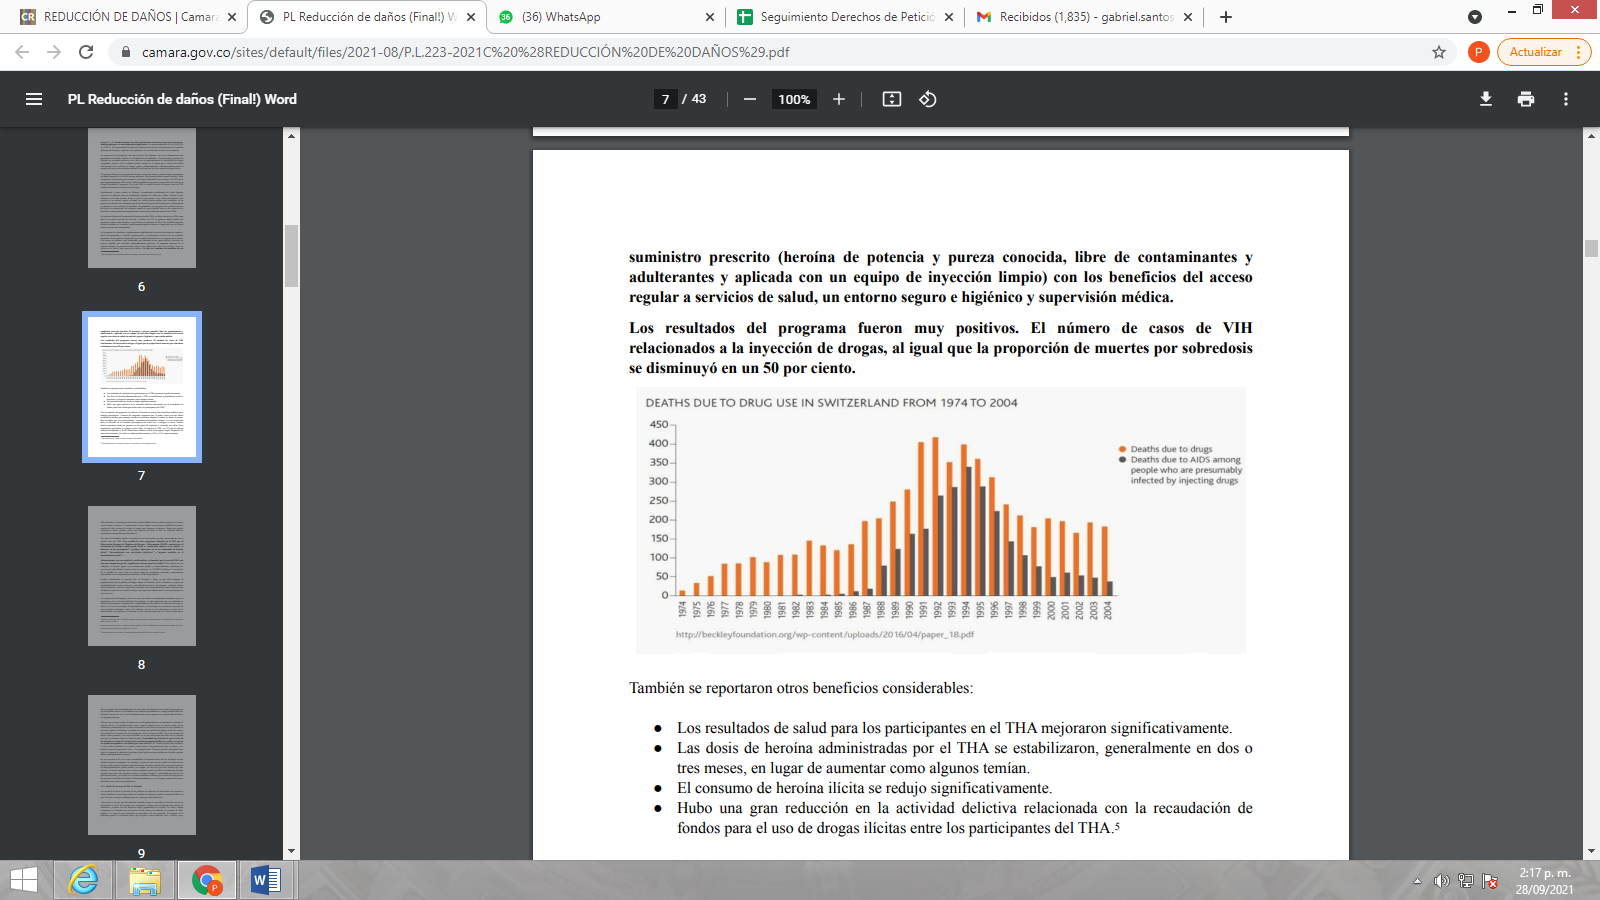 REDUCCIÓN DE DAÑOS | Camar
PL Reducción de daños (Final!) W
(36) WhatsApp
Seguimiento Derechos de Petició
Recibidos (1,835) - gabriel.santos
camara.gov.co/sites/default/files/2021-08/P.L.223-2021C%20%28REDUCCIÓN%20DE%20DAÑOS%29.pdf
P
Actualizar
PL Reducción de daños (Final!) Word
7 / 43
100%
6
7
8
9
suministro prescrito (heroína de potencia y pureza conocida, libre de contaminantes y
adulterantes y aplicada con un equipo de inyección limpio) con los beneficios del acceso
regular a servicios de salud, un entorno seguro e higiénico y supervisión médica.
Los resultados del programa fueron muy positivos. El número de casos de VIH
relacionados a la inyección de drogas, al igual que la proporción de muertes por sobredosis
se disminuyó en un 50 por ciento.
DEATHS DUE TO DRUG USE IN SWITZERLAND FROM 1974 TO 2004
450
400
350
300
250
200
150
100
50
0
Deaths due to drugs
Deaths due to AIDS among
people who are presumably
infected by injecting drugs
1974 1975 1976 1977 1978 1979 1980 1981 1982 1983 1984 1985 1986 1987 1988 1989 1990 1991 1992 1993 1994 1995 1996 1997 1998 1999 2000 2001 2002 2003 2004
http://beckleyfoundation.org/wp-content/uploads/2016/04/paper_18.pdf
También se reportaron otros beneficios considerables:
● Los resultados de salud para los participantes en el THA mejoraron significativamente.
● Las dosis de heroína administradas por el THA se estabilizaron, generalmente en dos o
tres meses, en lugar de aumentar como algunos temían.
● El consumo de heroína ilícita se redujo significativamente.
● Hubo una gran reducción en la actividad delictiva relacionada con la recaudación de
fondos para el uso de drogas ilícitas entre los participantes del THA.5
2:17 p. m.
28/09/2021